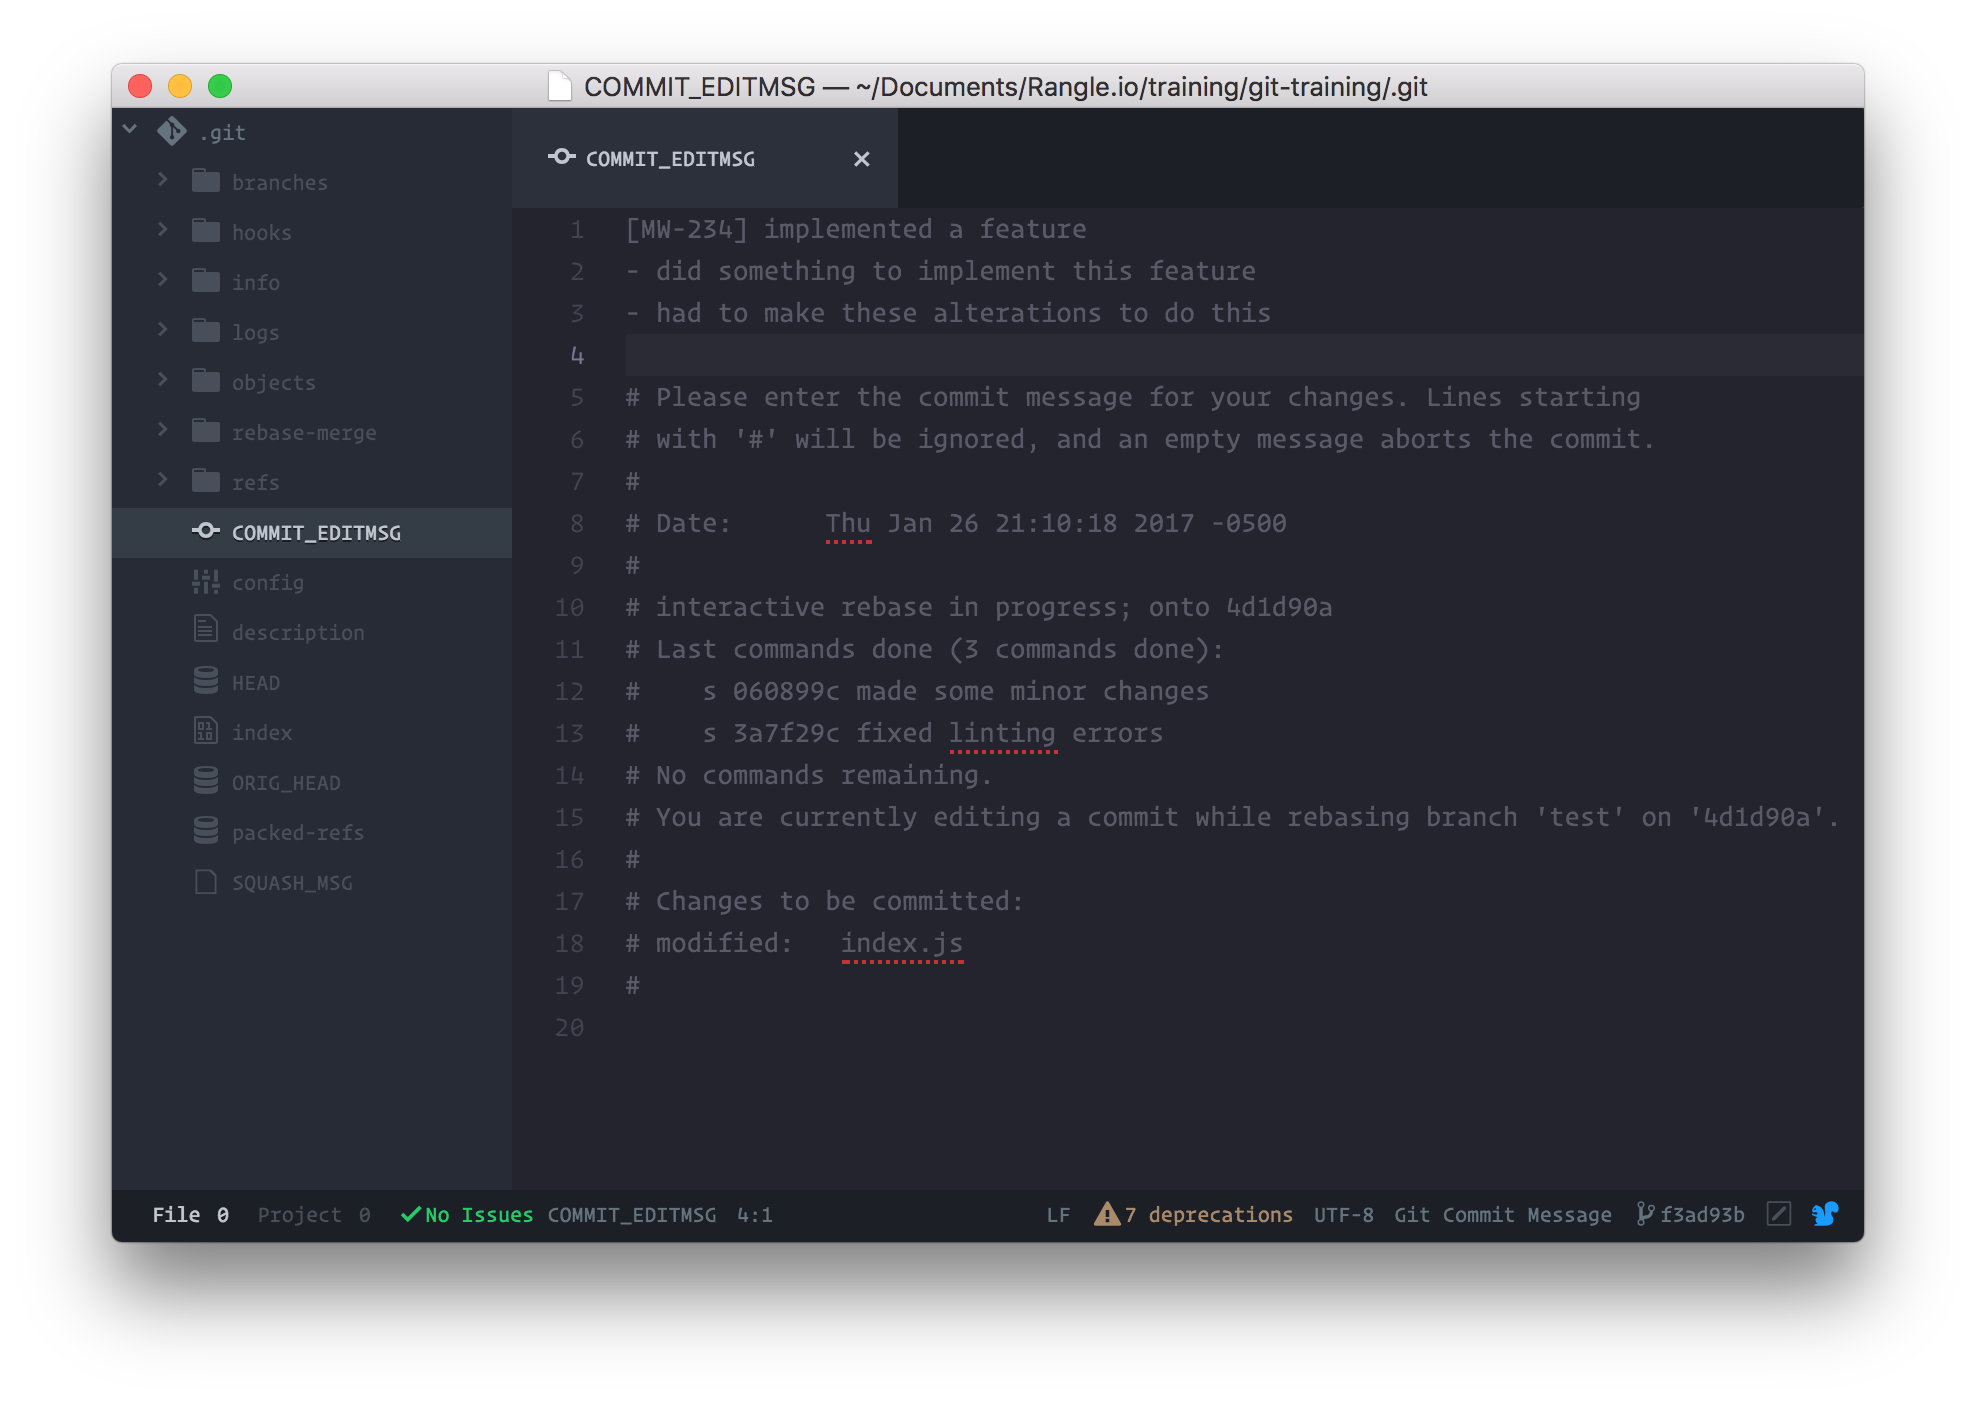 COMMIT_EDITMSG — ~/Documents/Rangle.io/training/git-training/.git
.git
branches
hooks
info
logs
objects
rebase-merge
refs
COMMIT_EDITMSG
config
description
HEAD
index
ORIG_HEAD
packed-refs
SQUASH_MSG
COMMIT_EDITMSG
1 [MW-234] implemented a feature
2 - did something to implement this feature
3 - had to make these alterations to do this
4
5 # Please enter the commit message for your changes. Lines starting
6 # with '#' will be ignored, and an empty message aborts the commit.
7 #
8 # Date:      Thu Jan 26 21:10:18 2017 -0500
9 #
10 # interactive rebase in progress; onto 4d1d90a
11 # Last commands done (3 commands done):
12 #    s 060899c made some minor changes
13 #    s 3a7f29c fixed linting errors
14 # No commands remaining.
15 # You are currently editing a commit while rebasing branch 'test' on '4d1d90a'.
16 #
17 # Changes to be committed:
18 # modified:   index.js
19 #
20
File 0 Project 0 No Issues COMMIT_EDITMSG 4:1 LF 7 deprecations UTF-8 Git Commit Message f3ad93b